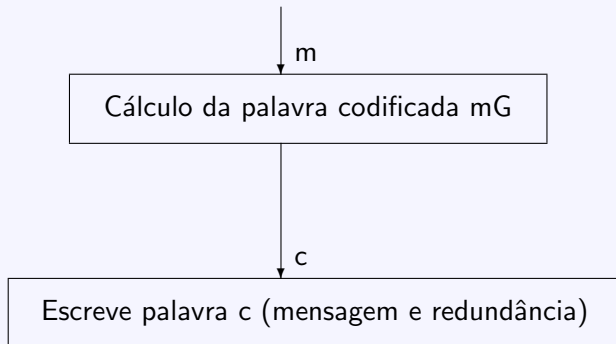 m
Cálculo da palavra codificada mG
c
Escreve palavra c (mensagem e redundância)